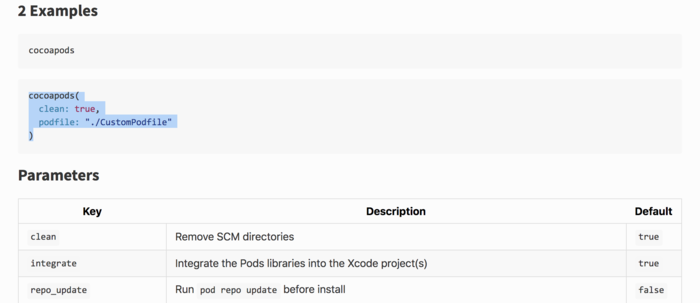 2 Examples
cocoapods
cocoapods(
  clean: true,
  podfile: "./CustomPodfile"
)
Parameters
Key Description Default
clean Remove SCM directories true
integrate Integrate the Pods libraries into the Xcode project(s) true
repo_update Run pod repo update before install false